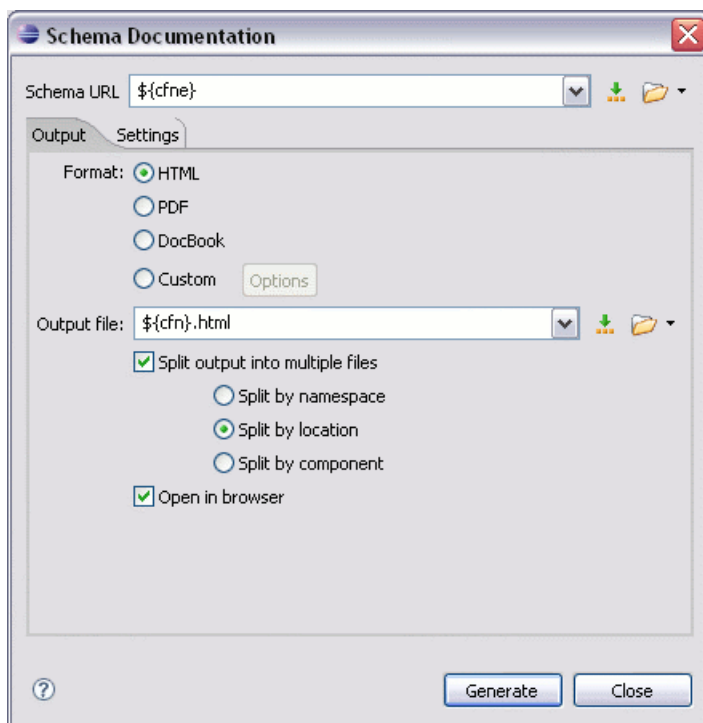 Schema Documentation
Schema URL ${cfne}
Output Settings
Format: HTML
PDF
DocBook
Custom Options
Output file: ${cfn}.html
Split output into multiple files
Split by namespace
Split by location
Split by component
Open in browser
? Generate Close